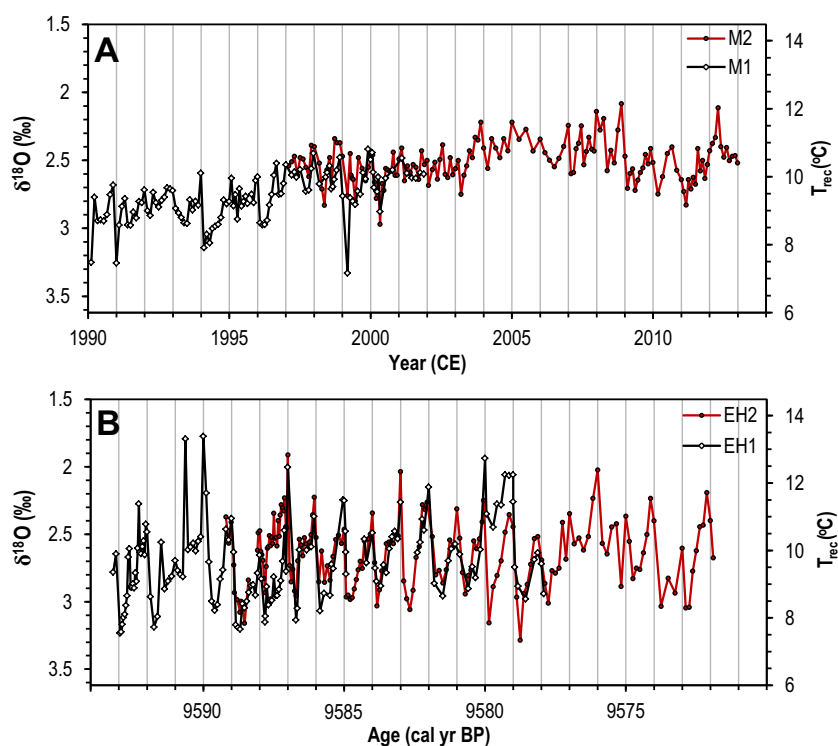 A
M2
M1
1.5
2
2.5
3
3.5
δ18O (‰)
14
12
10
8
6
Trec (ºC)
1990
1995
2000
2005
2010
Year (CE)
B
EH2
EH1
1.5
2
2.5
3
3.5
δ18O (‰)
14
12
10
8
6
Trec (ºC)
9590
9585
9580
9575
Age (cal yr BP)